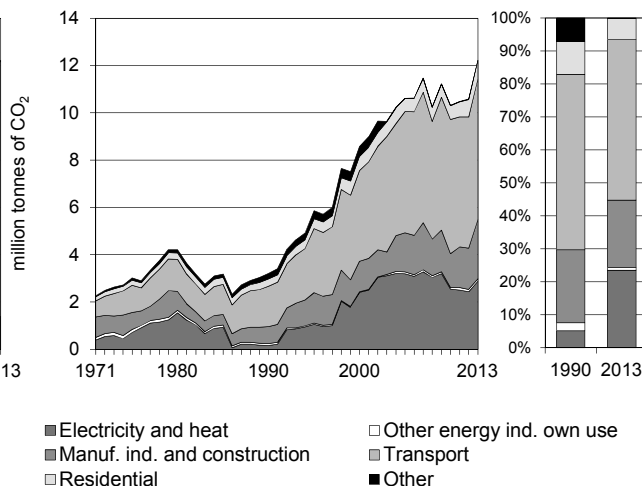 million tonnes of CO2
14
12
10
8
6
4
2
0
1971 1980 1990 2000 2013
13
100%
90%
80%
70%
60%
50%
40%
30%
20%
10%
0%
1990 2013
Electricity and heat
Other energy ind. own use
Manuf. ind. and construction
Transport
Residential
Other